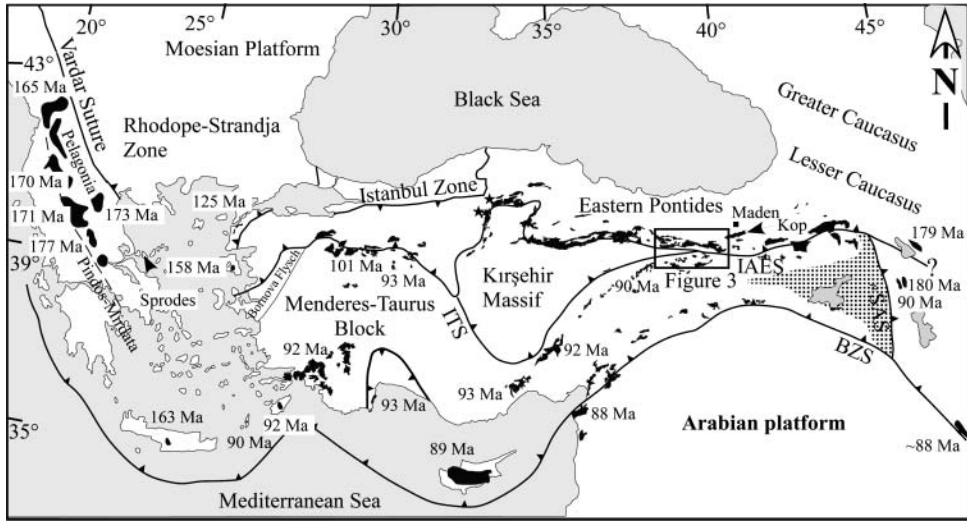 20°
25°
30°
35°
40°
45°
43°
39°
35°
N
Moesian Platform
Vardar Suture
165 Ma
Black Sea
Greater Caucasus
Rhodope-Strandja
Zone
Pelagonia
Lesser Caucasus
170 Ma
Istanbul Zone
125 Ma
171 Ma
173 Ma
Eastern Pontides
Maden
Kop
177 Ma
158 Ma
179 Ma
?
101 Ma
93 Ma
Kırşehir
Massif
90 Ma
Figure 3
IAES
180 Ma
90 Ma
Sprodes
Pindos-Mirdata
Bornova Flysch
Menderes-Taurus
Block
ITS
SAS
BZS
92 Ma
92 Ma
93 Ma
93 Ma
88 Ma
163 Ma
90 Ma
92 Ma
Arabian platform
89 Ma
~88 Ma
Mediterranean Sea